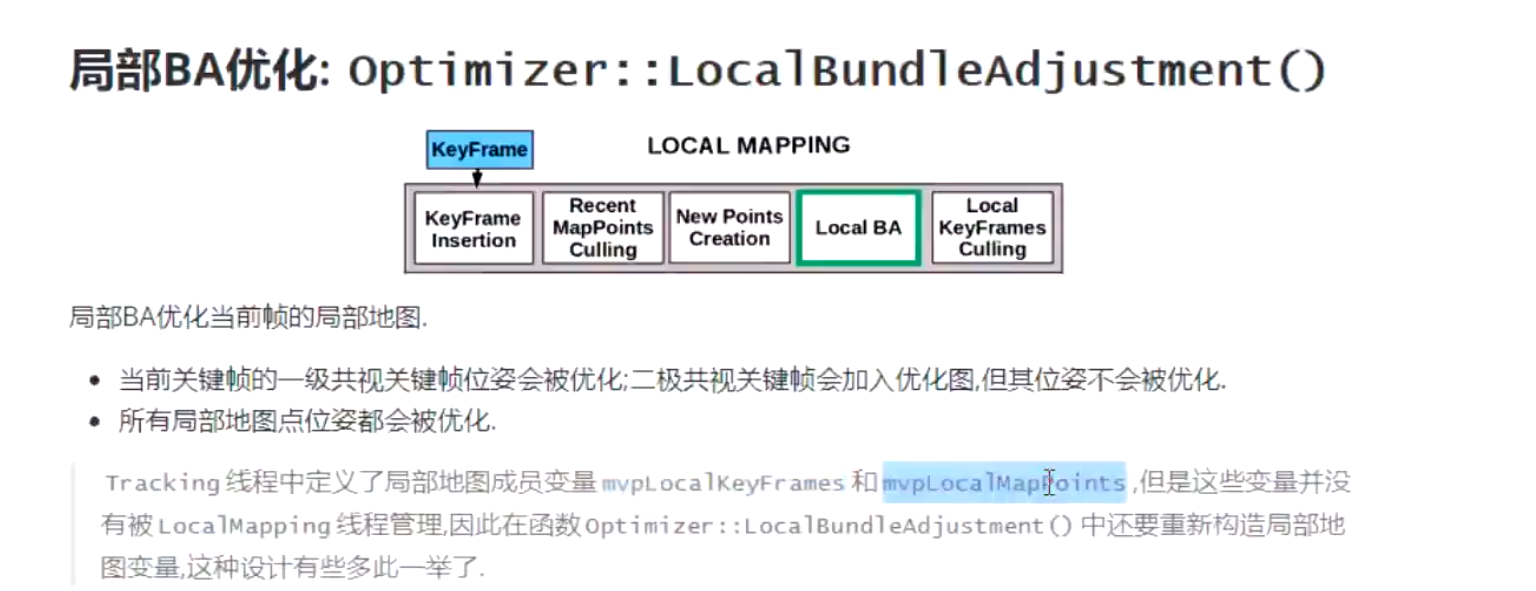 局部BA优化: Optimizer::LocalBundleAdjustment()
KeyFrame
LOCAL MAPPING
KeyFrame
Insertion
Recent
MapPoints
Culling
New Points
Creation
Local BA
Local
KeyFrames
Culling
局部BA优化当前帧的局部地图.
• 当前关键帧的一级共视关键帧位姿会被优化;二极共视关键帧会加入优化图,但其位姿不会被优化.
• 所有局部地图点位姿都会被优化.
Tracking 线程中定义了局部地图成员变量 mvpLocalKeyFrames 和 mvpLocalMapPoints ,但是这些变量并没
有被 LocalMapping 线程管理,因此在函数 Optimizer::LocalBundleAdjustment() 中还要重新构造局部地
图变量,这种设计有些多此一举了.